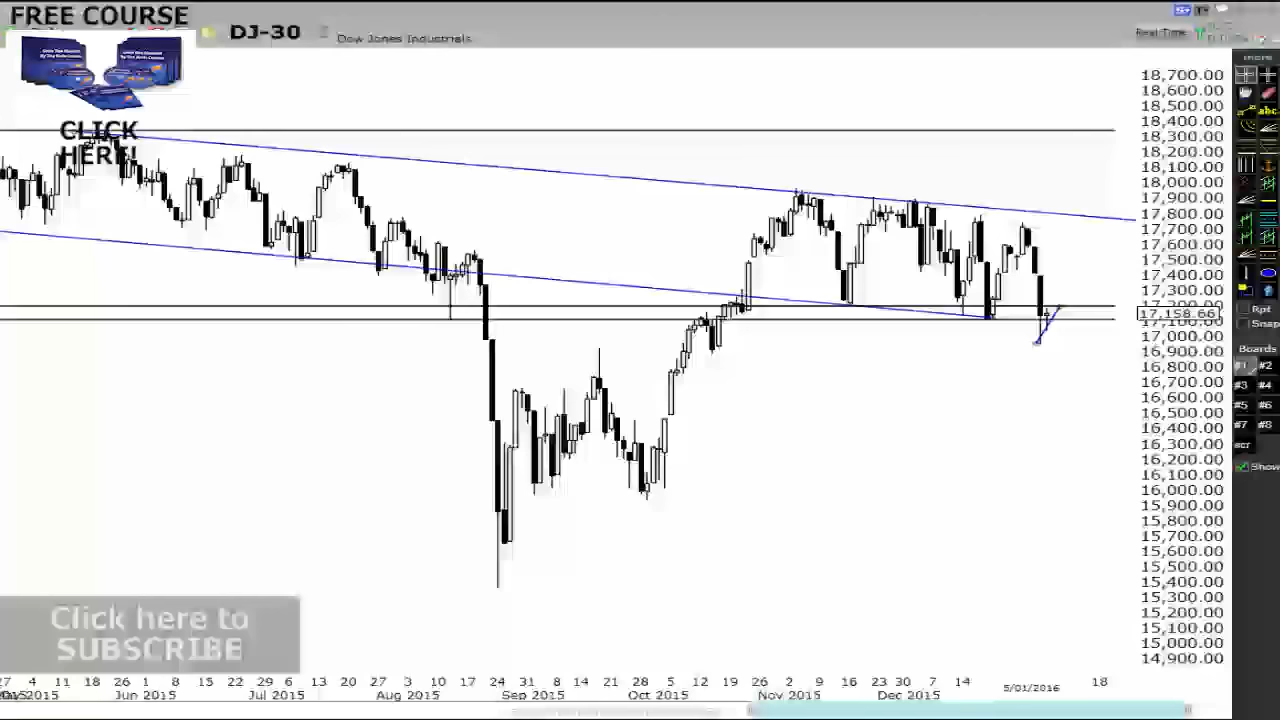 FREE COURSE
DJ-30
Dow Jones Industrials
Real Time
CLICK
HERE!
18,700.00
18,600.00
18,500.00
18,400.00
18,300.00
18,200.00
18,100.00
18,000.00
17,900.00
17,800.00
17,700.00
17,600.00
17,500.00
17,400.00
17,300.00
17,158.66
17,000.00
16,900.00
16,800.00
16,700.00
16,600.00
16,500.00
16,400.00
16,300.00
16,200.00
16,100.00
16,000.00
15,900.00
15,800.00
15,700.00
15,600.00
15,500.00
15,400.00
15,300.00
15,200.00
15,100.00
15,000.00
14,900.00
more
abc
Rpt
Snap
Boards
#1 #2
#3 #4
#5 #6
#7 #8
scr
Show
Click here to
SUBSCRIBE
27 4 11 18 26 1 8 15 22 29 6 13 20 27 3 10 17 24 31 8 14 21 28 5 12 19 26 2 9 16 23 30 7 14 18
Jun 2015 Jul 2015 Aug 2015 Sep 2015 Oct 2015 Nov 2015 Dec 2015 5/01/2016